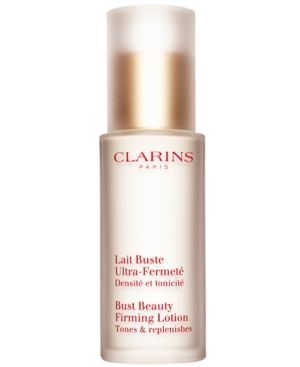 CLARINS
PARIS
Lait Buste
Ultra-Fermeté
Densité et tonicité
Bust Beauty
Firming Lotion
Tones & replenishes